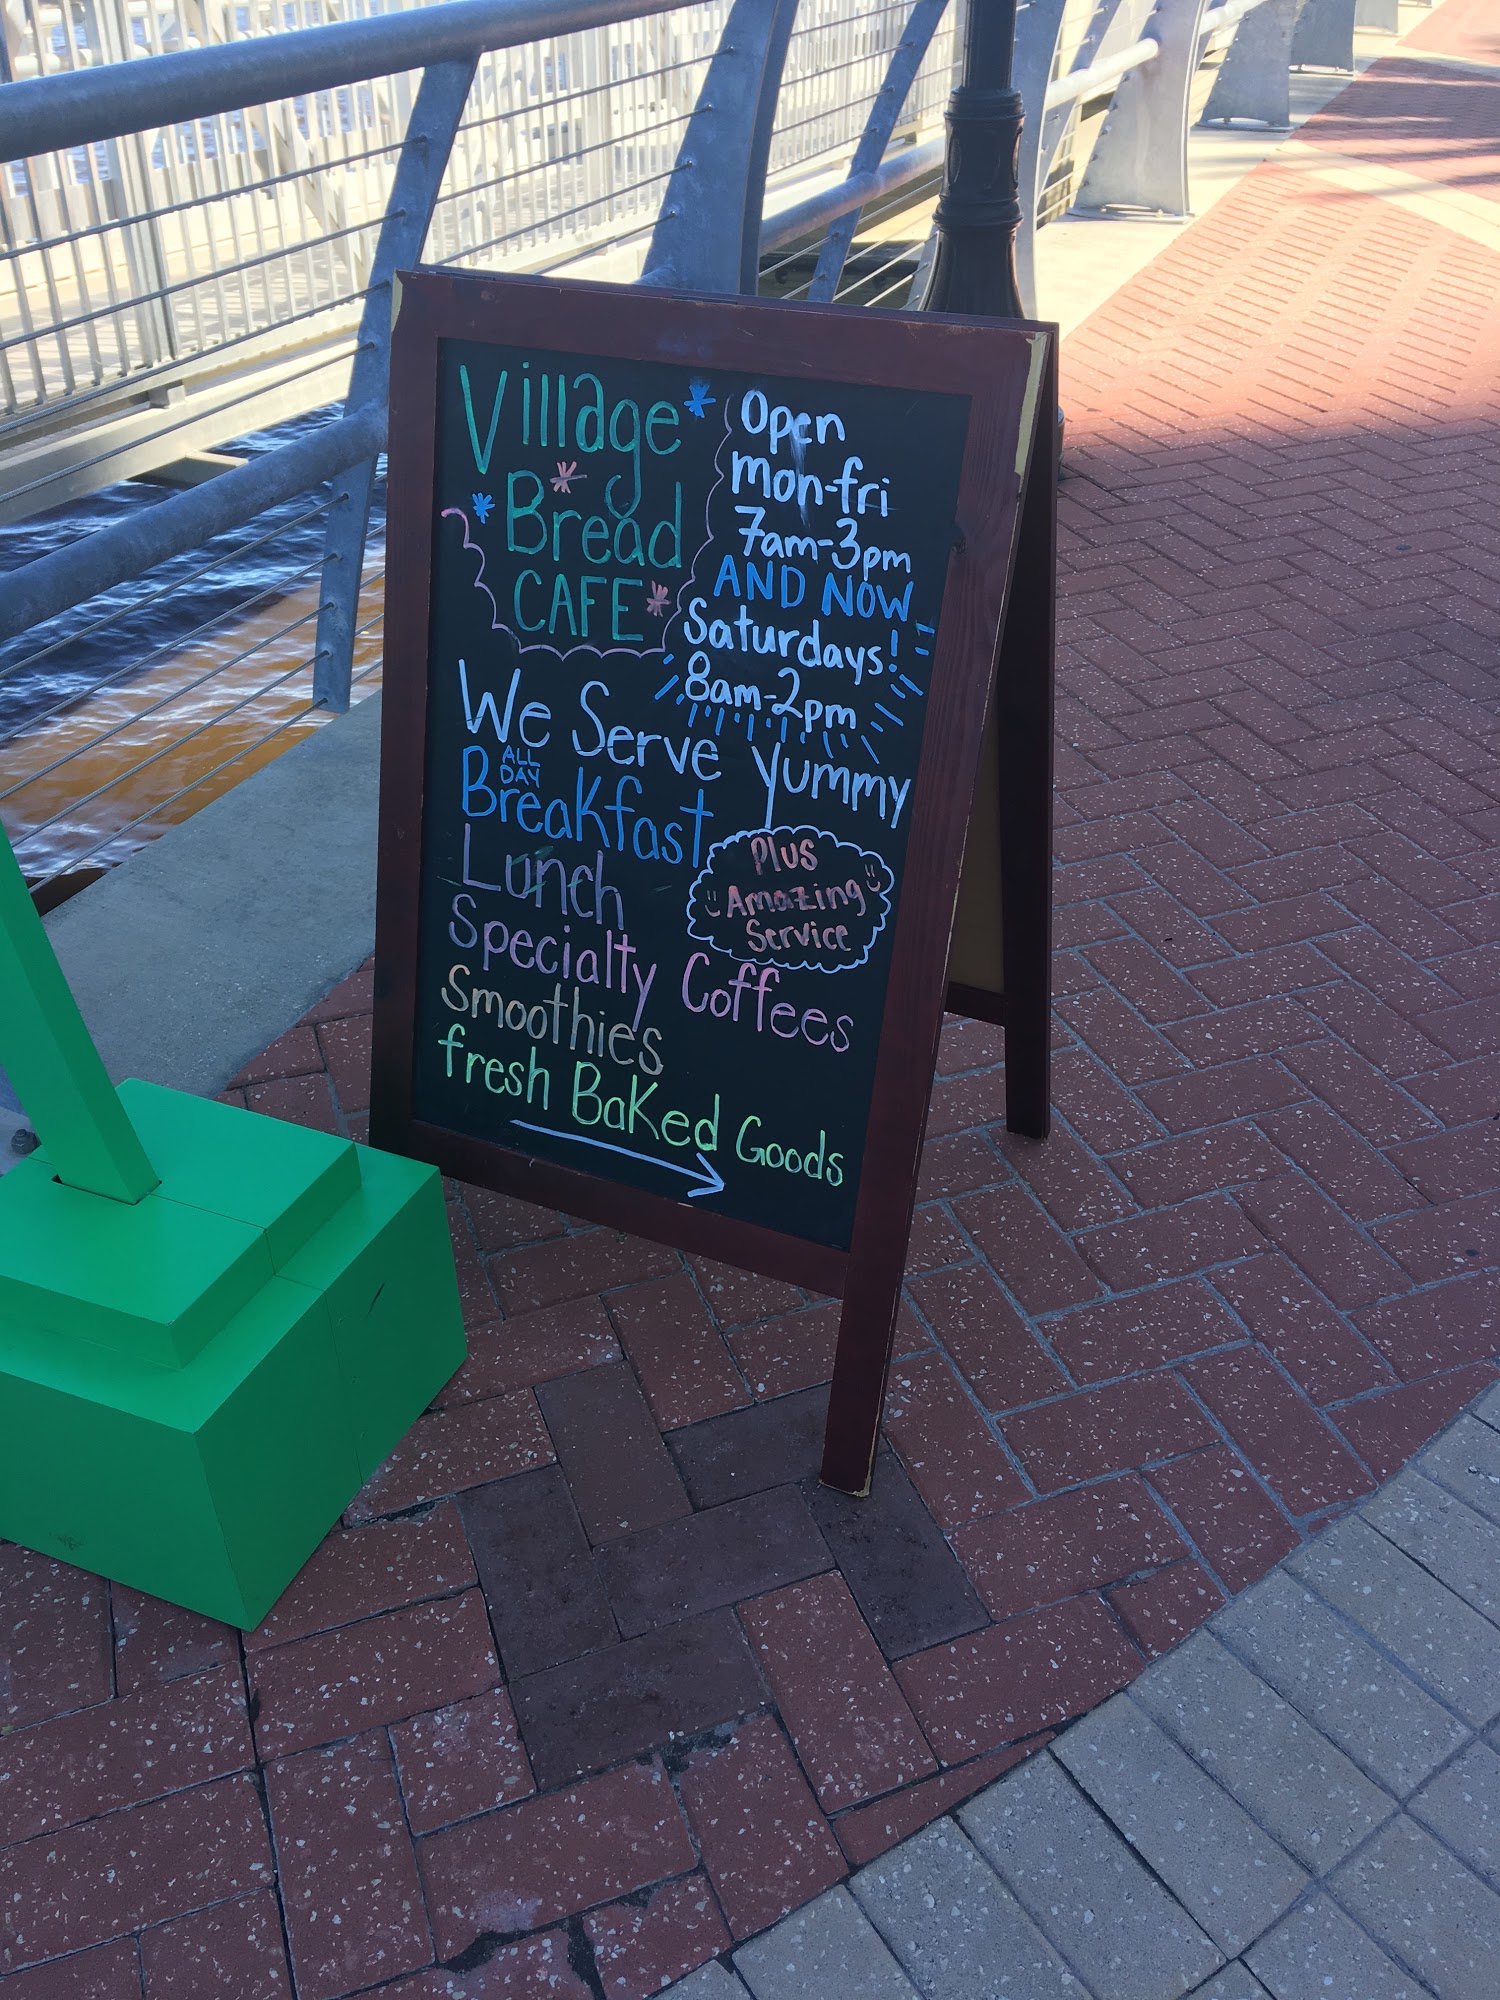 Village
Bread
CAFE
Open
mon-fri
7am-3pm
AND NOW
Saturdays!
8am-2pm
We Serve Yummy
ALL
DAY
Breakfast
Lunch
Plus
Amazing
Service
Specialty Coffees
Smoothies
fresh Baked Goods